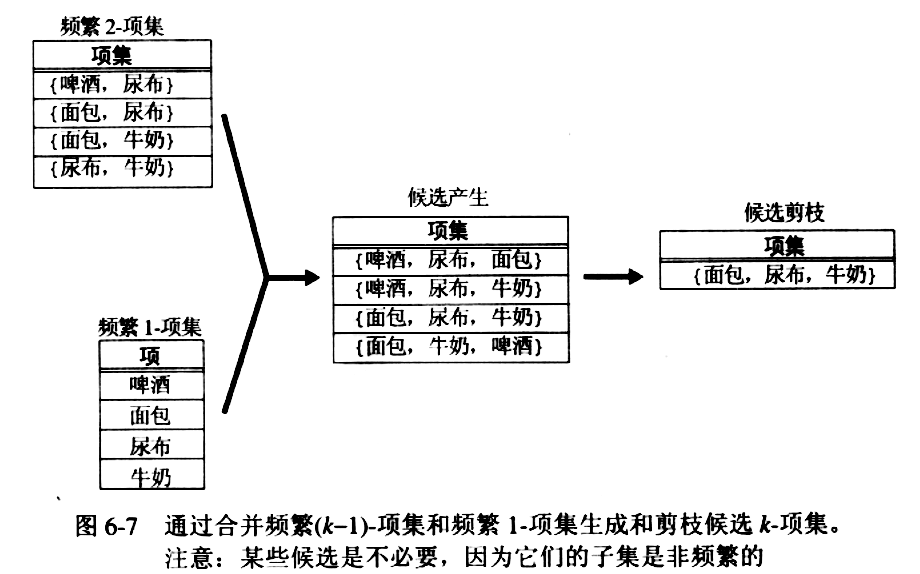 频繁2-项集
项集
{啤酒，尿布}
{面包，尿布}
{面包，牛奶}
{尿布，牛奶}
频繁1-项集
项
啤酒
面包
尿布
牛奶
候选产生
项集
{啤酒，尿布，面包}
{啤酒，尿布，牛奶}
{面包，尿布，牛奶}
{面包，牛奶，啤酒}
候选剪枝
项集
{面包，尿布，牛奶}
图 6-7 通过合并频繁(k−1)-项集和频繁 1-项集生成和剪枝候选 k-项集。
注意：某些候选是不必要，因为它们的子集是非频繁的